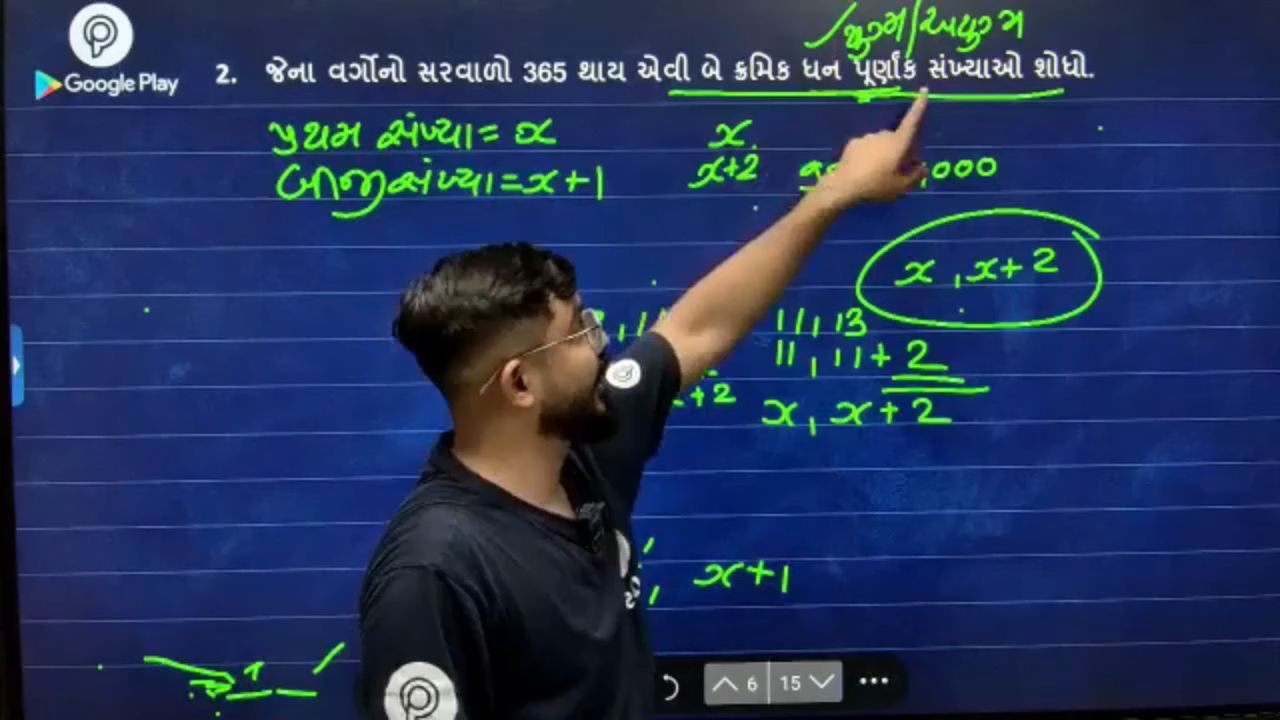 યુગ્મ/અયુગ્મ
Google Play
2. જેના વર્ગોનો સરવાળો 365 થાય એવી બે ક્રમિક ધન પૂર્ણાંક સંખ્યાઓ શોધો.
પ્રથમ સંખ્યા = x x
બીજી સંખ્યા = x+1 x+2 ,000
x, x+2
11, 13
11, 11+2
+2 x, x+2
, x+1
6 15